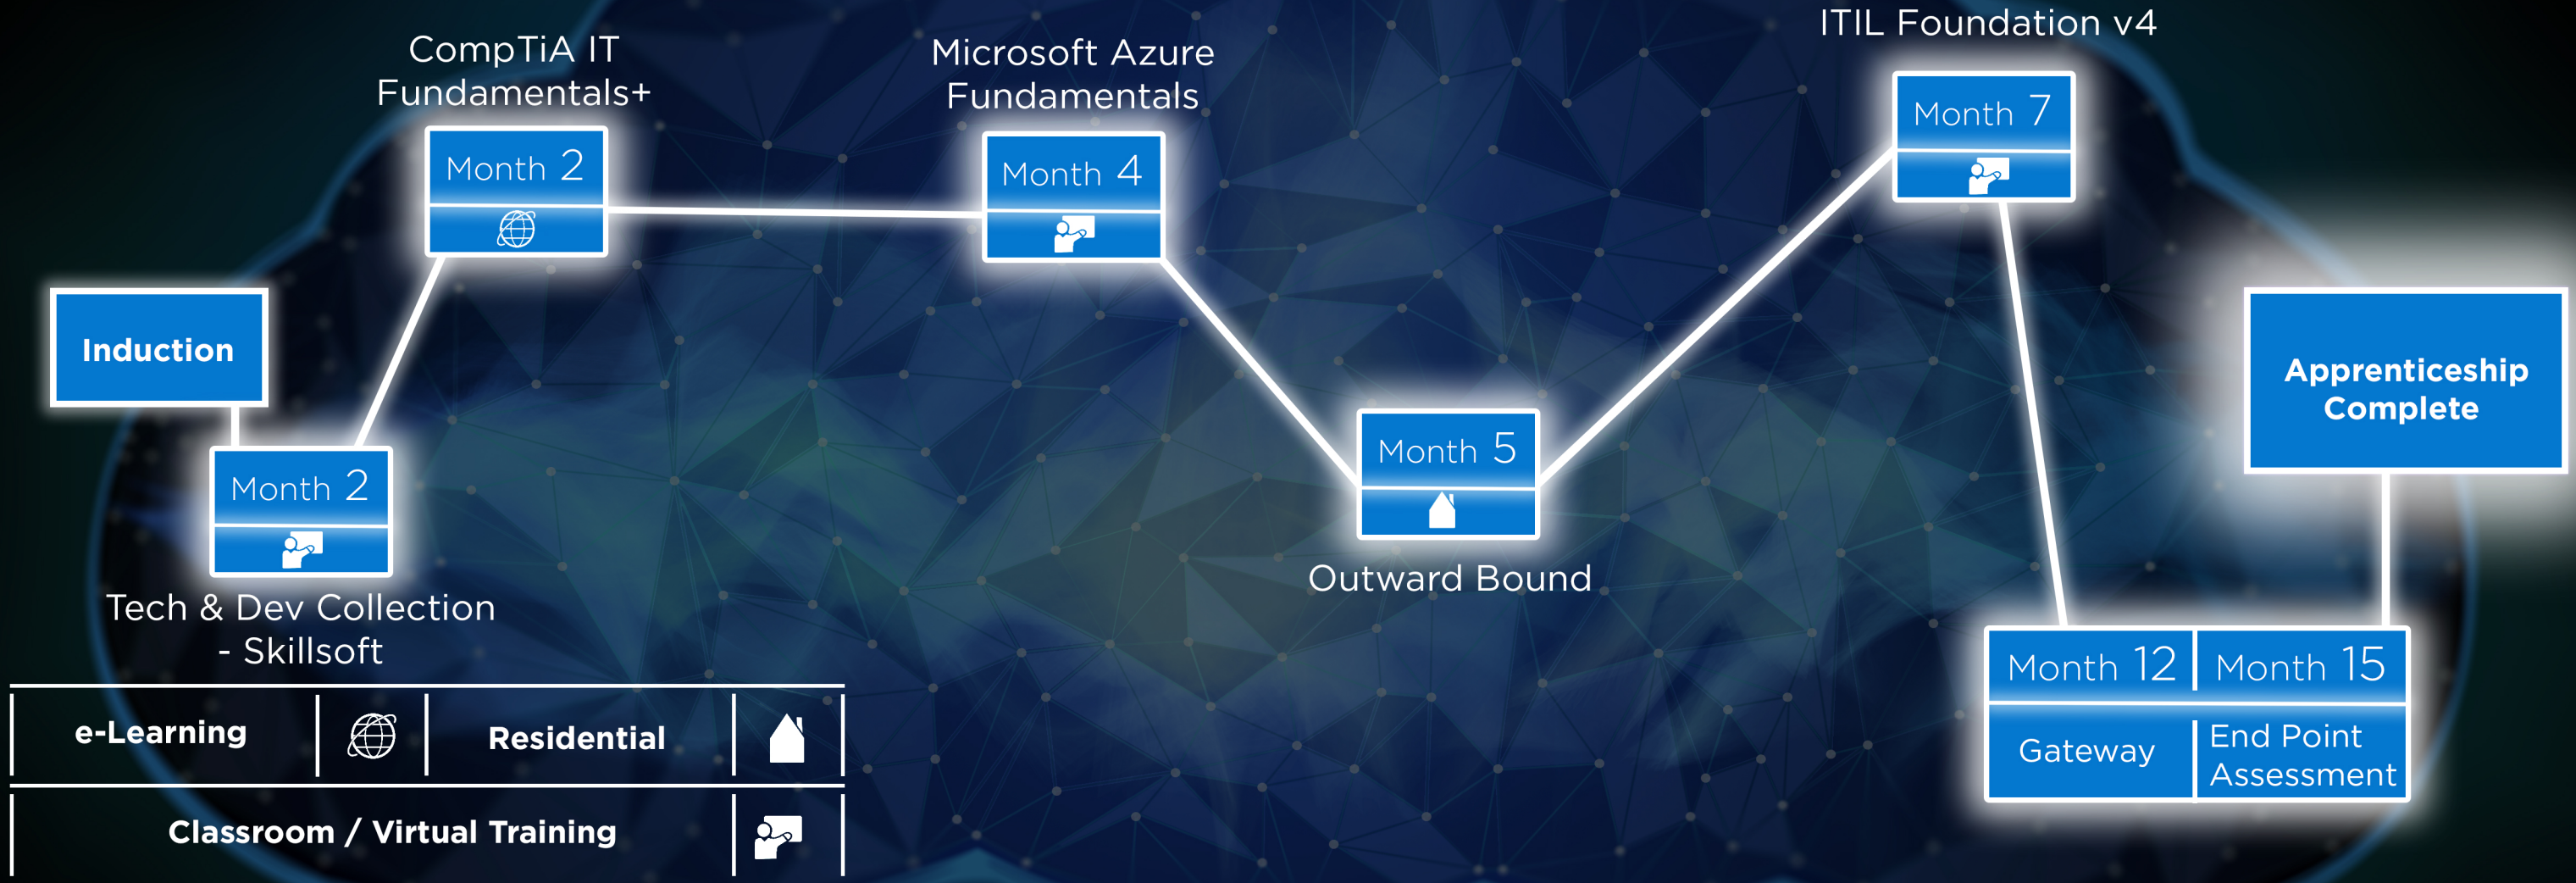 Induction
Month 2
Tech & Dev Collection
- Skillsoft
CompTiA IT
Fundamentals+
Month 2
Microsoft Azure
Fundamentals
Month 4
Month 5
Outward Bound
ITIL Foundation v4
Month 7
Month 12
Gateway
Month 15
End Point
Assessment
Apprenticeship
Complete
e-Learning
Residential
Classroom / Virtual Training